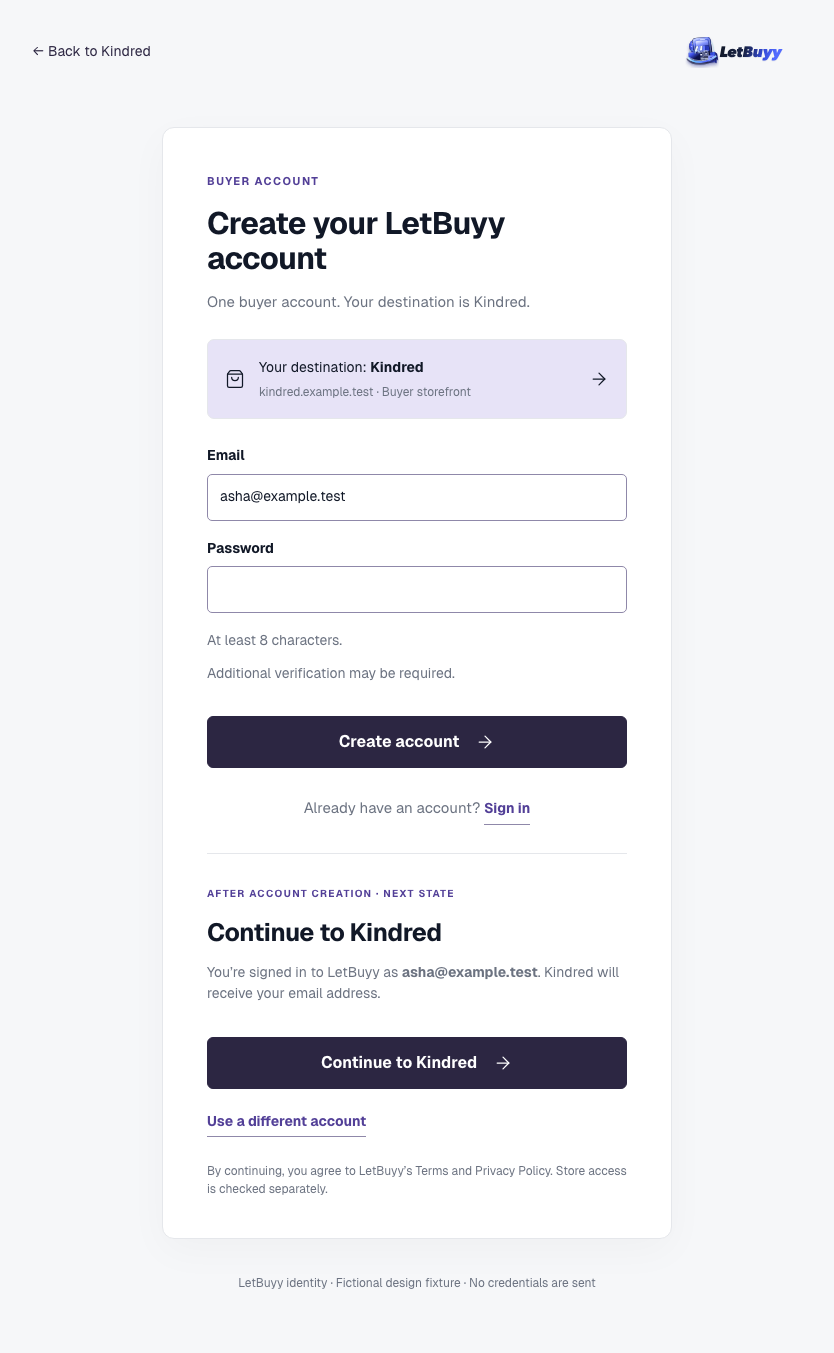 ← Back to Kindred
LetBuyy
BUYER ACCOUNT
Create your LetBuyy
account
One buyer account. Your destination is Kindred.
Your destination: Kindred
kindred.example.test · Buyer storefront
Email
asha@example.test
Password
At least 8 characters.
Additional verification may be required.
Create account →
Already have an account? Sign in
AFTER ACCOUNT CREATION · NEXT STATE
Continue to Kindred
You're signed in to LetBuyy as asha@example.test. Kindred will
receive your email address.
Continue to Kindred →
Use a different account
By continuing, you agree to LetBuyy's Terms and Privacy Policy. Store access
is checked separately.
LetBuyy identity · Fictional design fixture · No credentials are sent